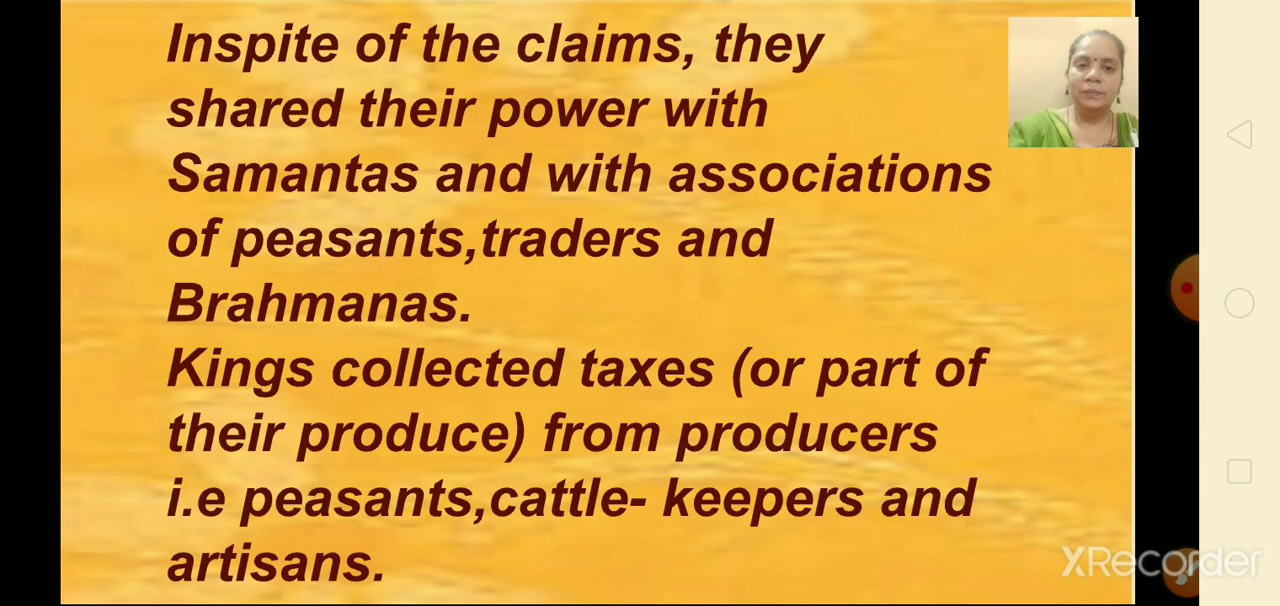 Inspite of the claims, they
shared their power with
Samantas and with associations
of peasants,traders and
Brahmanas.
Kings collected taxes (or part of
their produce) from producers
i.e peasants,cattle- keepers and
artisans.
XRecorder